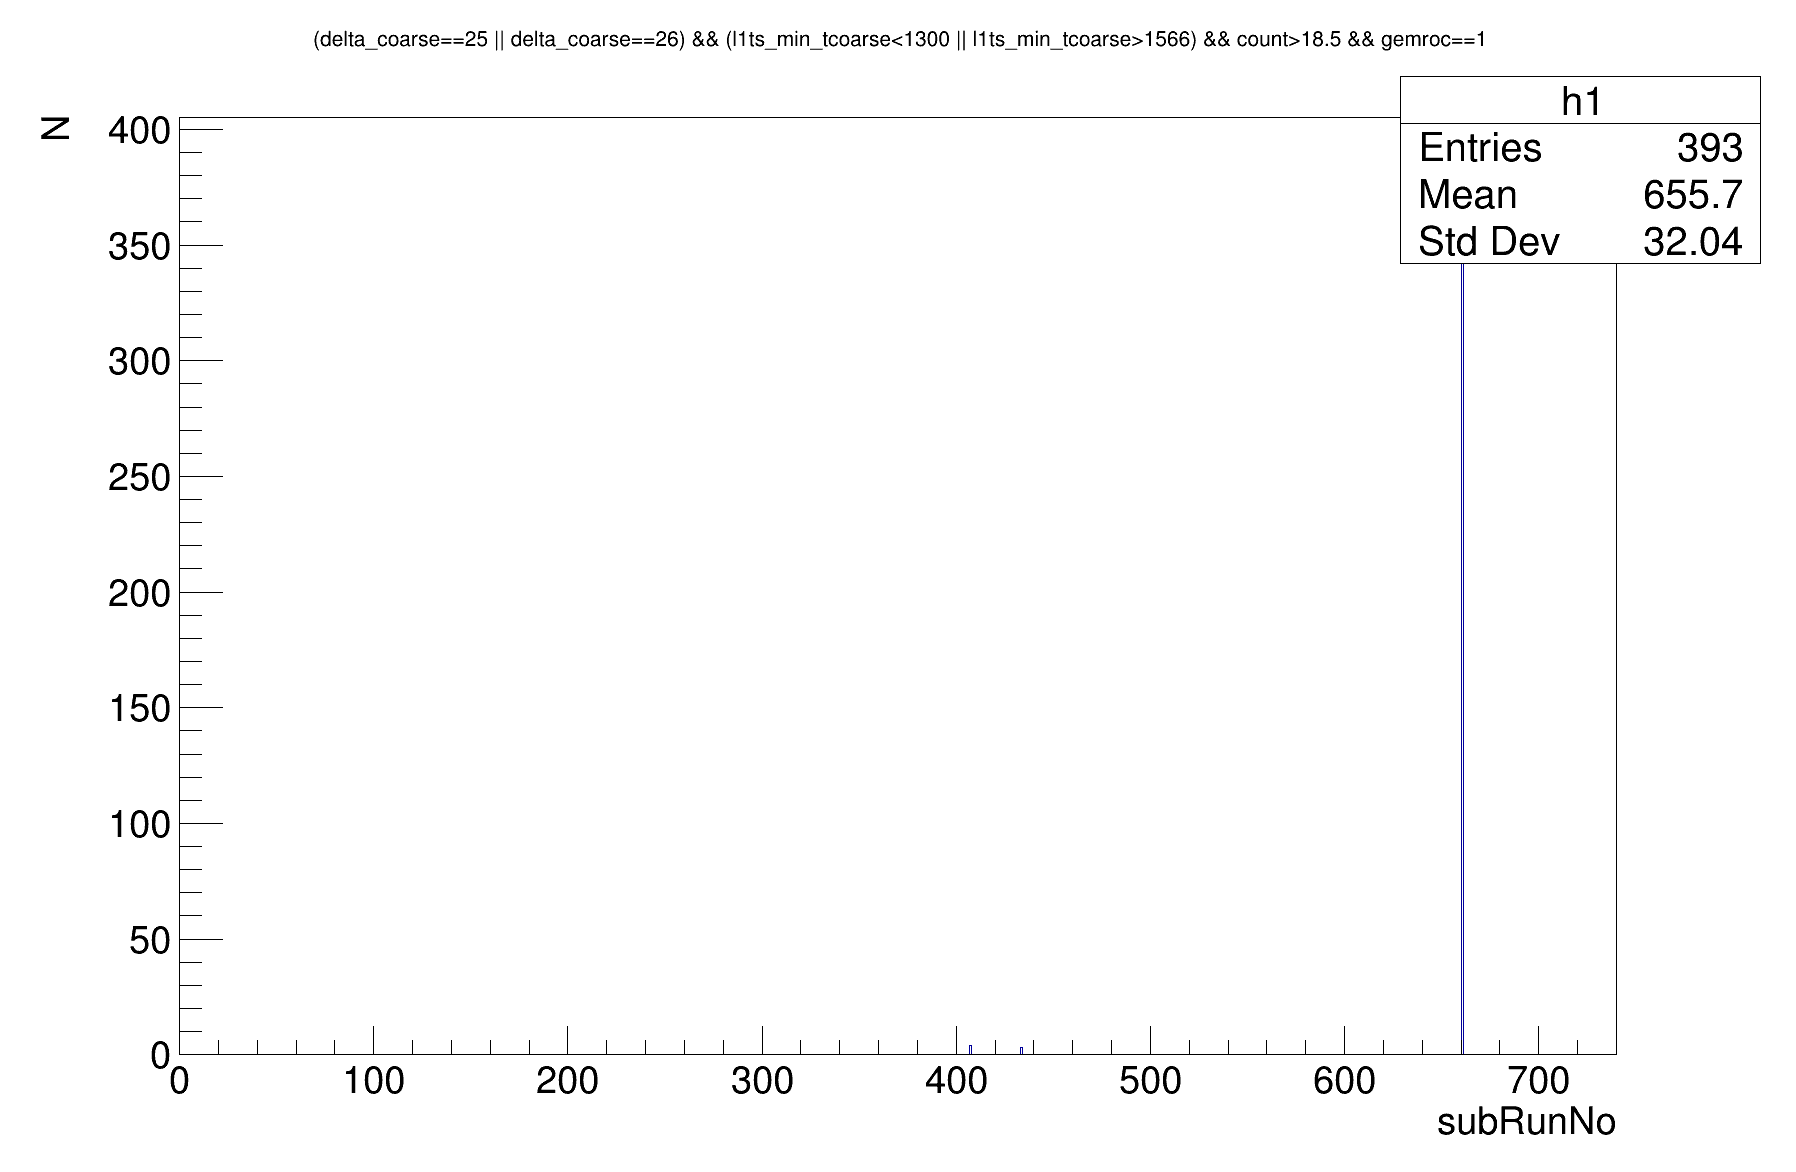 (delta_coarse==25 || delta_coarse==26) && (l1ts_min_tcoarse<1300 || l1ts_min_tcoarse>1566) && count>18.5 && gemroc==1
h1
Entries 393
Mean 655.7
Std Dev 32.04
N
400
350
300
250
200
150
100
50
0
0 100 200 300 400 500 600 700
subRunNo